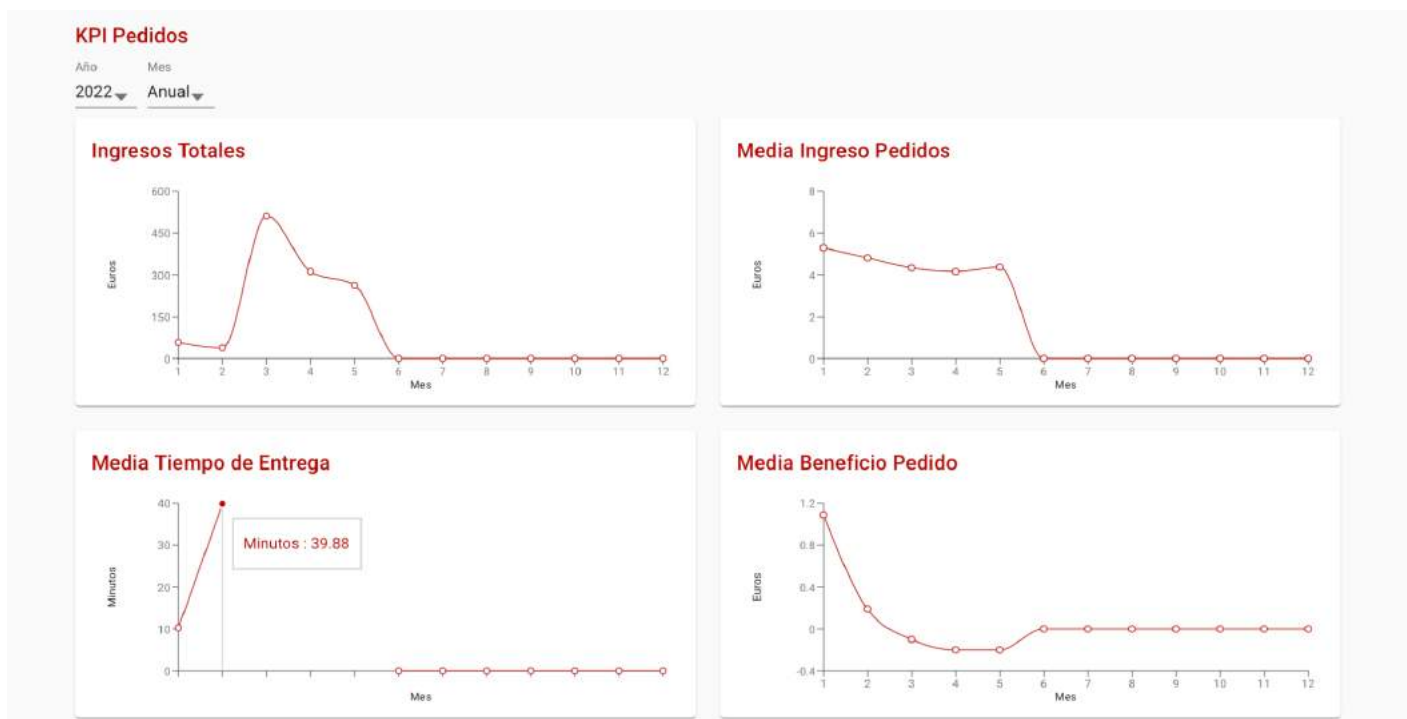 KPI Pedidos
Año Mes
2022 Anual
Ingresos Totales
600
450
300
150
0
Euros
1 2 3 4 5 6 7 8 9 10 11 12
Mes
Media Ingreso Pedidos
8
6
4
2
0
Euros
1 2 3 4 5 6 7 8 9 10 11 12
Mes
Media Tiempo de Entrega
40
30
20
10
0
Minutos
Minutos : 39.88
Mes
Media Beneficio Pedido
1.2
0.8
0.4
0
-0.4
Euros
1 2 3 4 5 6 7 8 9 10 11 12
Mes